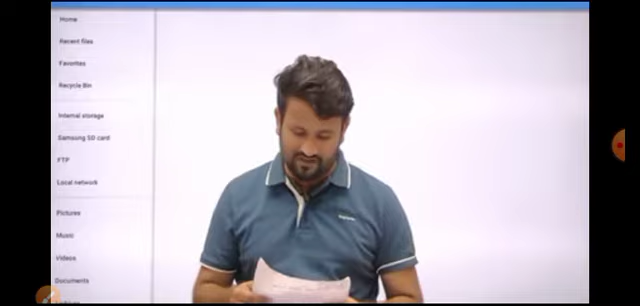 Home
Recent files
Favorites
Recycle Bin
Internal storage
Samsung SD card
FTP
Local network
Pictures
Music
Videos
Documents